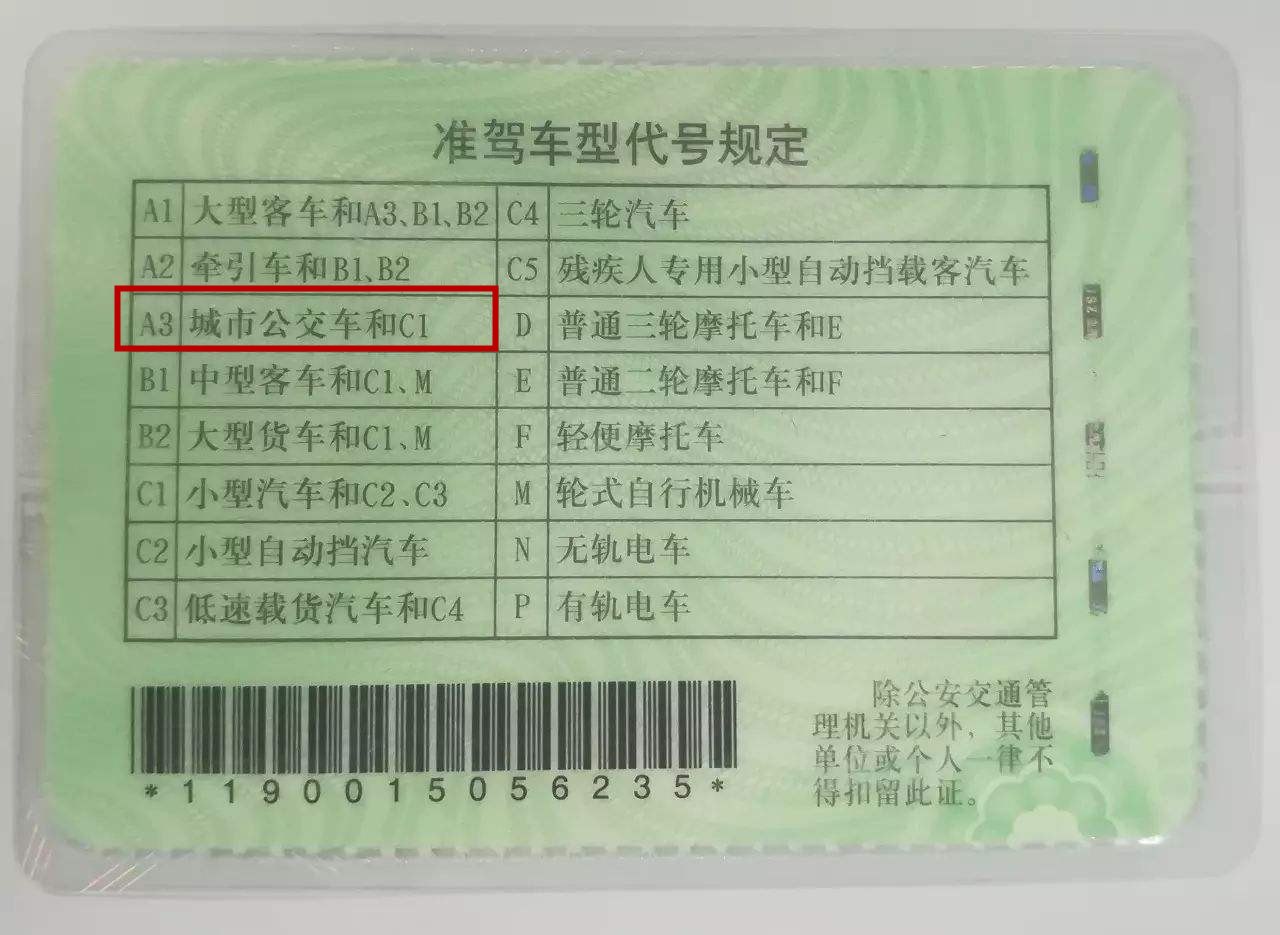 准驾车型代号规定
A1 大型客车和A3、B1、B2 C4 三轮汽车
A2 牵引车和B1、B2 C5 残疾人专用小型自动挡载客汽车
A3 城市公交车和C1 D 普通三轮摩托车和E
B1 中型客车和C1、M E 普通二轮摩托车和F
B2 大型货车和C1、M F 轻便摩托车
C1 小型汽车和C2、C3 M 轮式自行机械车
C2 小型自动挡汽车 N 无轨电车
C3 低速载货汽车和C4 P 有轨电车
除公安交通管
理机关以外，其他
单位或个人一律不
得扣留此证。
*1190015056235*